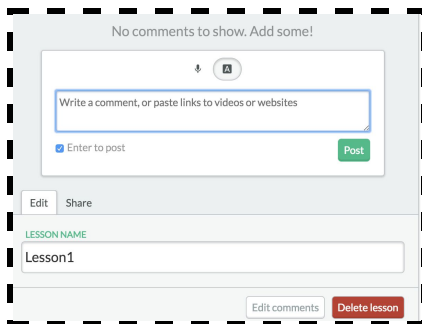 No comments to show. Add some!
A
Write a comment, or paste links to videos or websites
Enter to post
Post
Edit
Share
LESSON NAME
Lesson1
Edit comments
Delete lesson